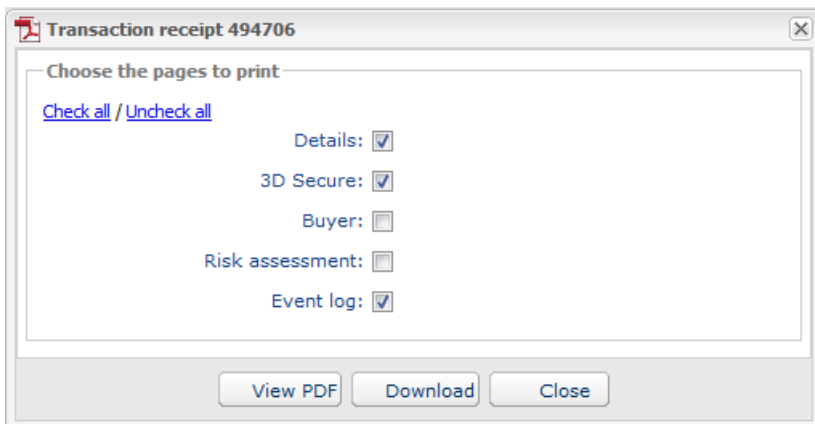 Transaction receipt 494706
Choose the pages to print
Check all / Uncheck all
Details:
3D Secure:
Buyer:
Risk assessment:
Event log:
View PDF Download Close